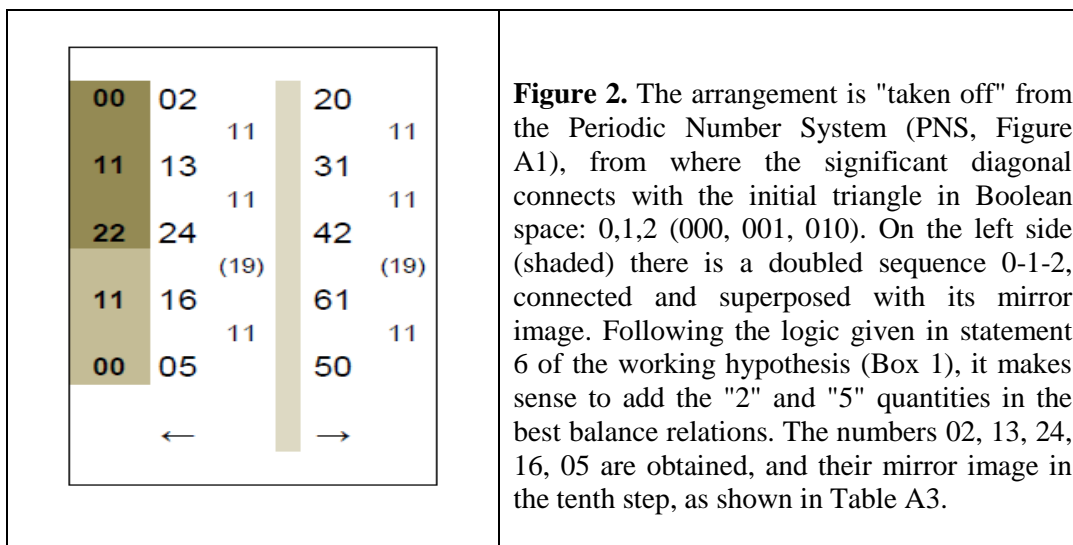 00 02 20
11 11
11 13 31
11 11
22 24 42
(19) (19)
11 16 61
11 11
00 05 50
← →
Figure 2. The arrangement is "taken off" from
the Periodic Number System (PNS, Figure
A1), from where the significant diagonal
connects with the initial triangle in Boolean
space: 0,1,2 (000, 001, 010). On the left side
(shaded) there is a doubled sequence 0-1-2,
connected and superposed with its mirror
image. Following the logic given in statement
6 of the working hypothesis (Box 1), it makes
sense to add the "2" and "5" quantities in the
best balance relations. The numbers 02, 13, 24,
16, 05 are obtained, and their mirror image in
the tenth step, as shown in Table A3.